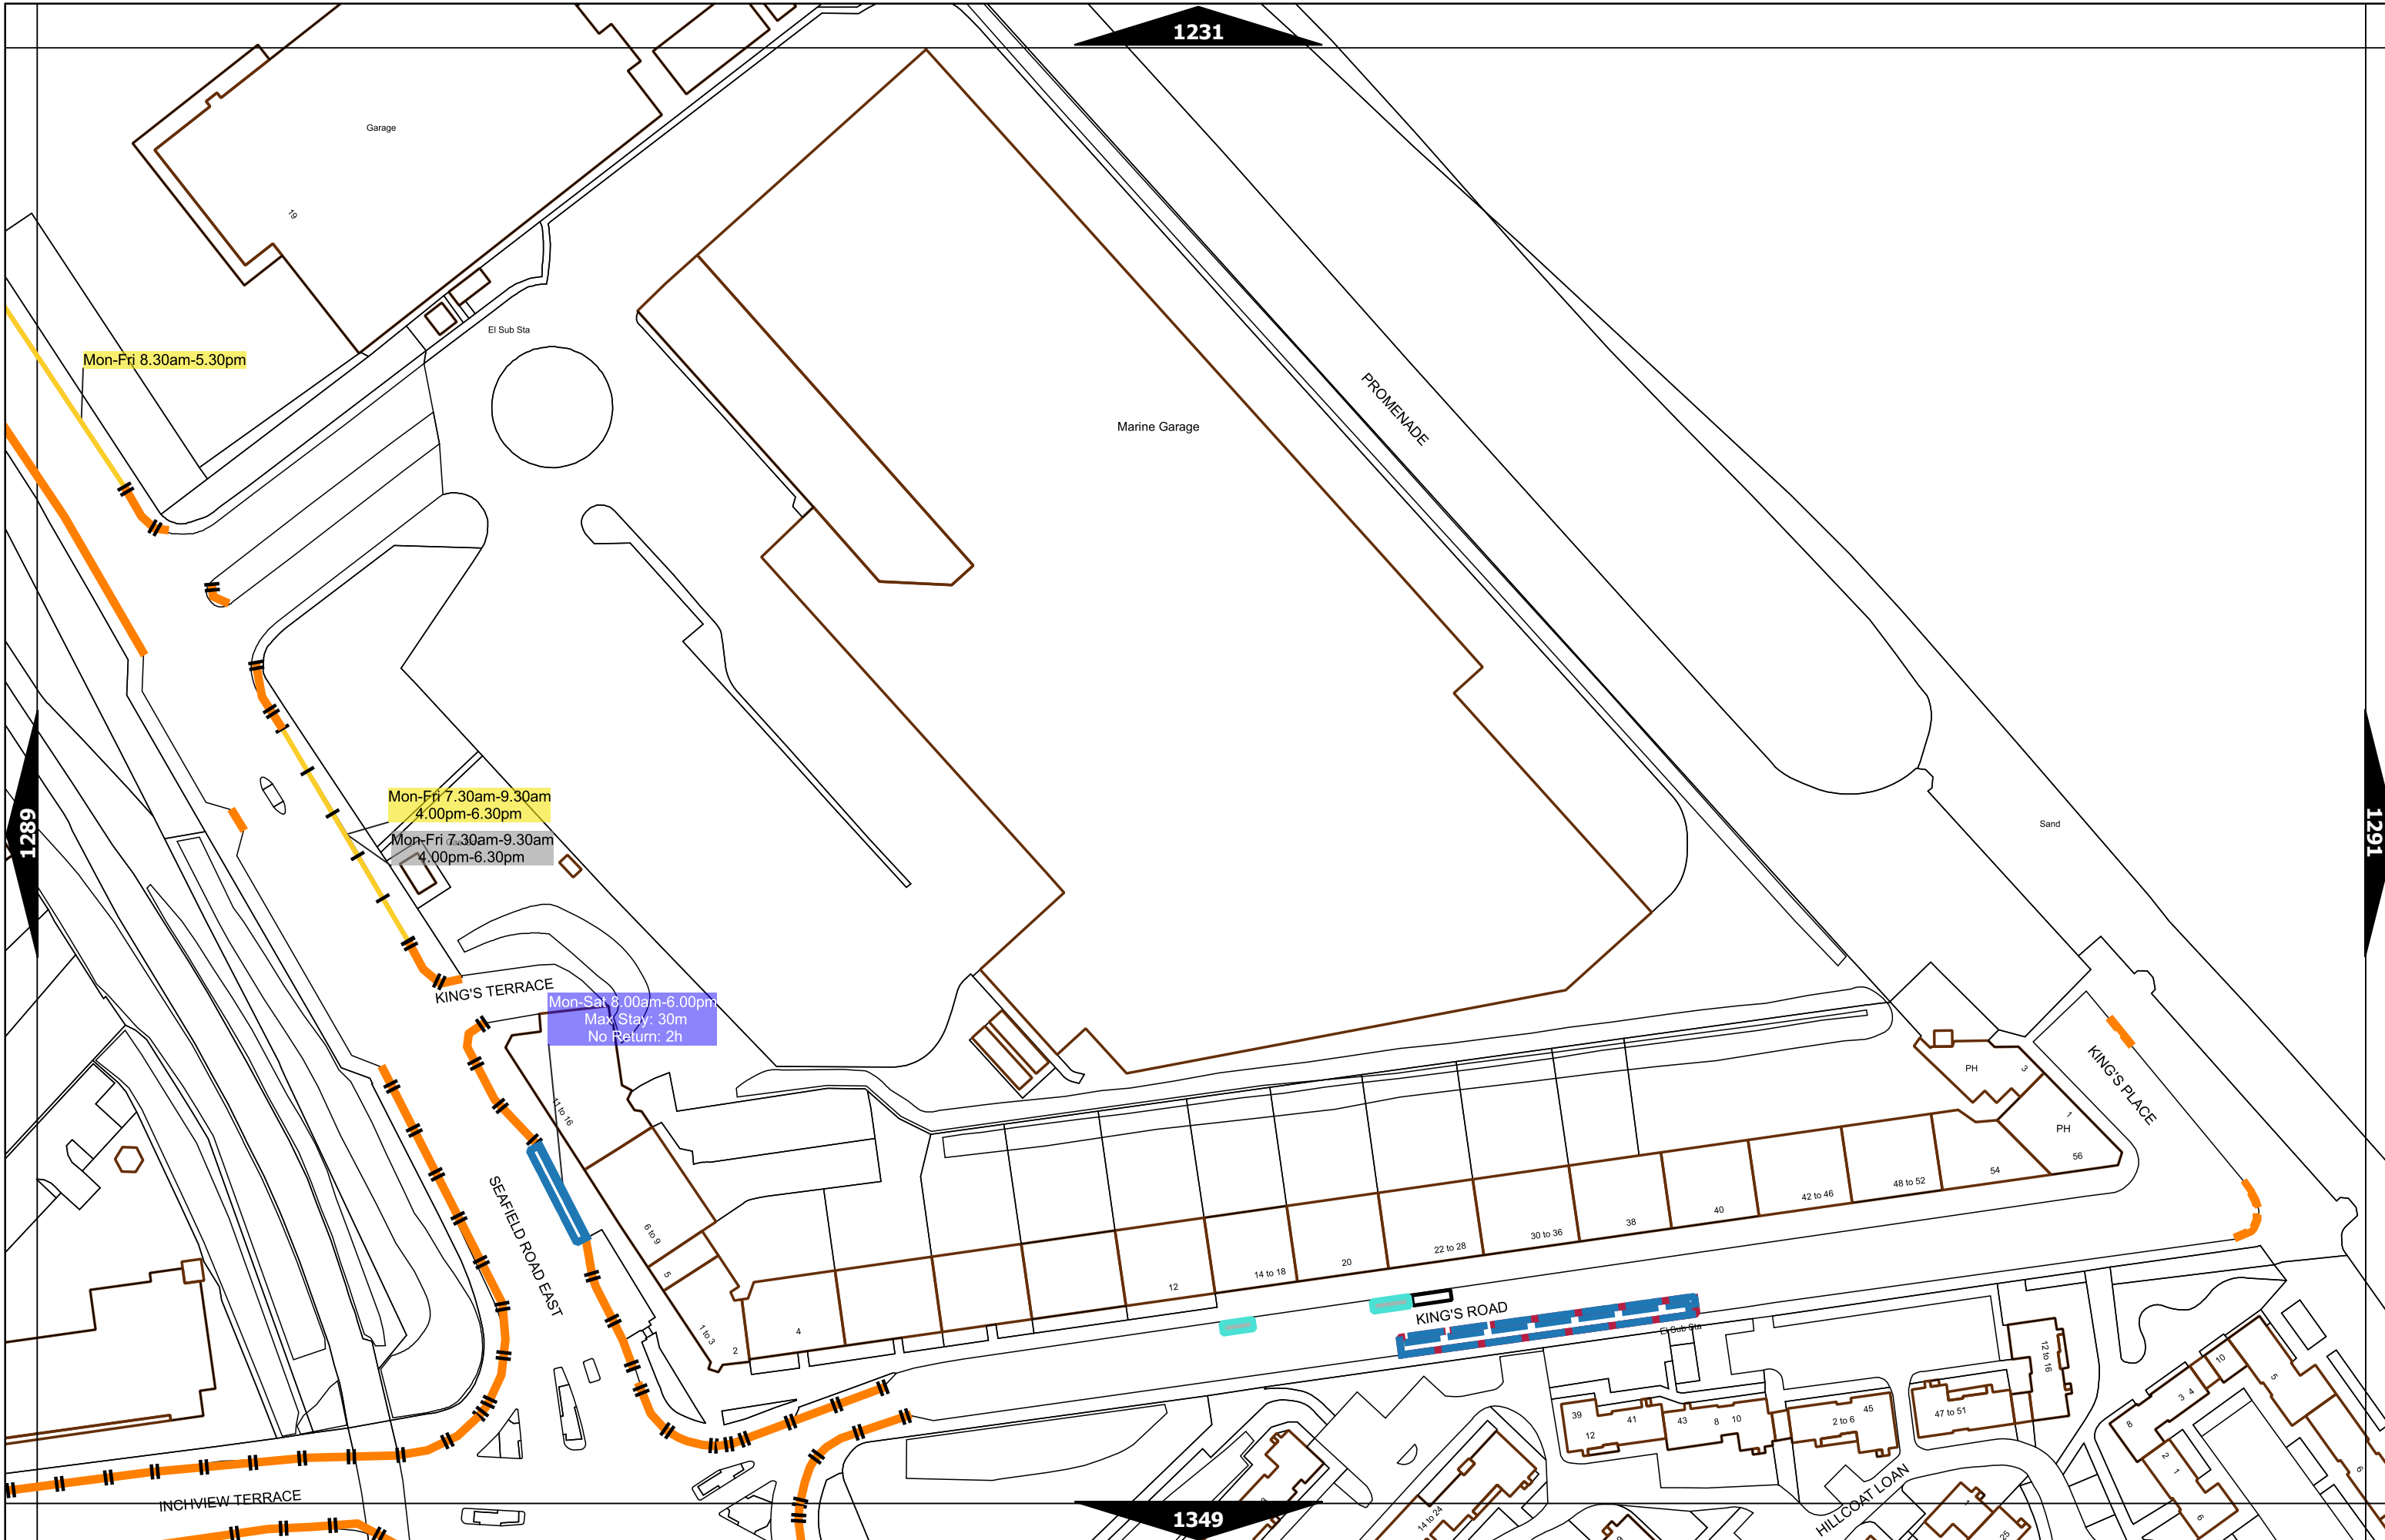 1231
Garage
19
El Sub Sta
Mon-Fri 8.30am-5.30pm
PROMENADE
Marine Garage
Mon-Fri 7.30am-9.30am
4.00pm-6.30pm
Mon-Fri 7.30am-9.30am
4.00pm-6.30pm
1289
1291
Sand
KING'S TERRACE
Mon-Sat 8.00am-6.00pm
Max Stay: 30m
No Return: 2h
11 to 16
6 to 9
5
1 to 3
2
4
12
14 to 18
20
22 to 28
30 to 36
38
40
42 to 46
48 to 52
54
56
PH
3
1
PH
KING'S PLACE
SEAFIELD ROAD EAST
KING'S ROAD
El Sub Sta
39
41
43
8
10
12
2 to 6
45
47 to 51
12 to 16
10
5
3 4
8
2
1
6
6
14 to 24
HILLCOAT LOAN
1
25
INCHVIEW TERRACE
1349